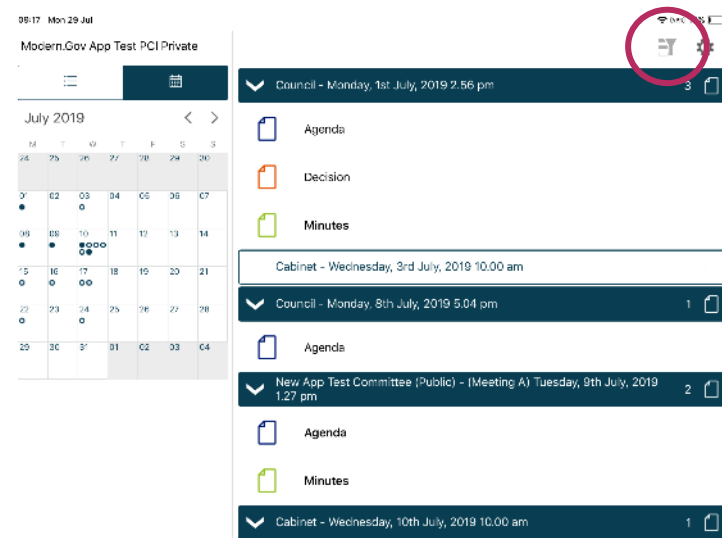 09:17 Mon 29 Jul
Modern.Gov App Test PCI Private
July 2019
M T W T F S S
24 25 26 27 28 29 30
01 02 03 04 05 06 07
08 09 10 11 12 13 14
15 16 17 18 19 20 21
22 23 24 25 26 27 28
29 30 31 01 02 03 04
Council - Monday, 1st July, 2019 2.56 pm 3
Agenda
Decision
Minutes
Cabinet - Wednesday, 3rd July, 2019 10.00 am
Council - Monday, 8th July, 2019 5.04 pm 1
Agenda
New App Test Committee (Public) - (Meeting A) Tuesday, 9th July, 2019 2
1.27 pm
Agenda
Minutes
Cabinet - Wednesday, 10th July, 2019 10.00 am 1